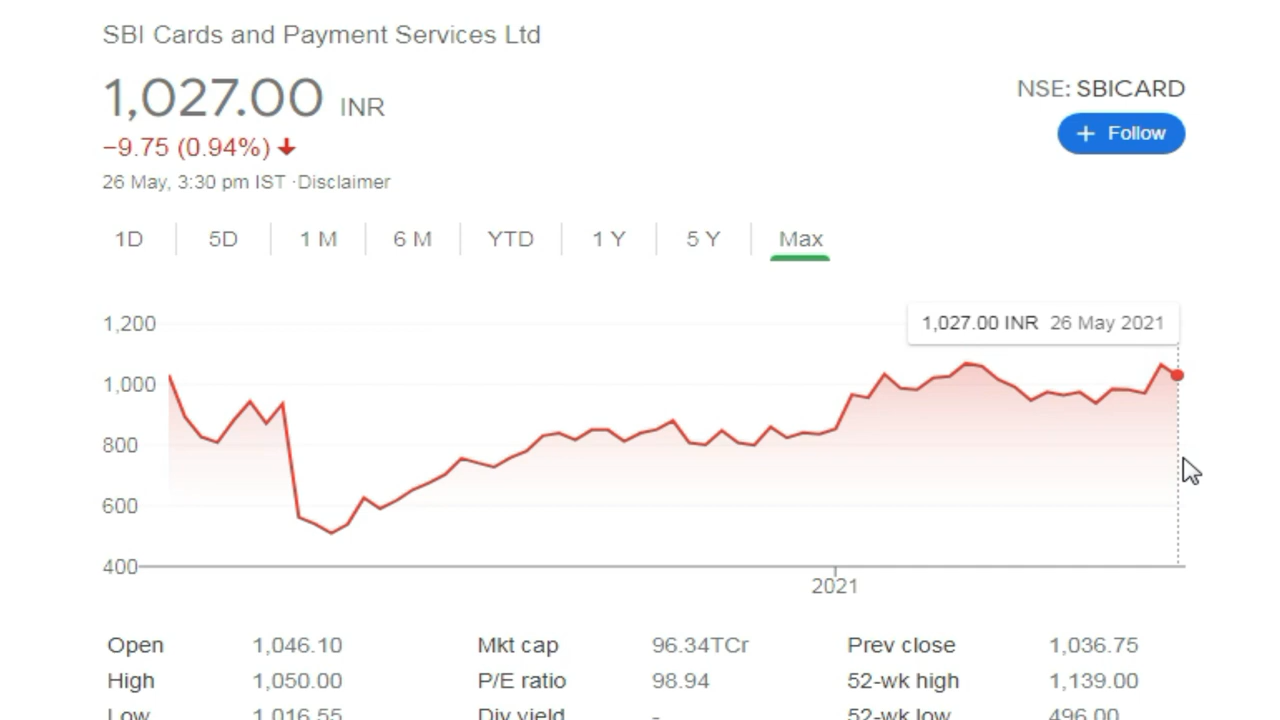 SBI Cards and Payment Services Ltd
1,027.00 INR
NSE: SBICARD
−9.75 (0.94%)
+ Follow
26 May, 3:30 pm IST ·Disclaimer
1D 5D 1 M 6 M YTD 1 Y 5 Y Max
1,027.00 INR 26 May 2021
1,200
1,000
800
600
400
2021
Open 1,046.10 Mkt cap 96.34TCr Prev close 1,036.75
High 1,050.00 P/E ratio 98.94 52-wk high 1,139.00
Low 1,016.55 Div yield - 52-wk low 496.00